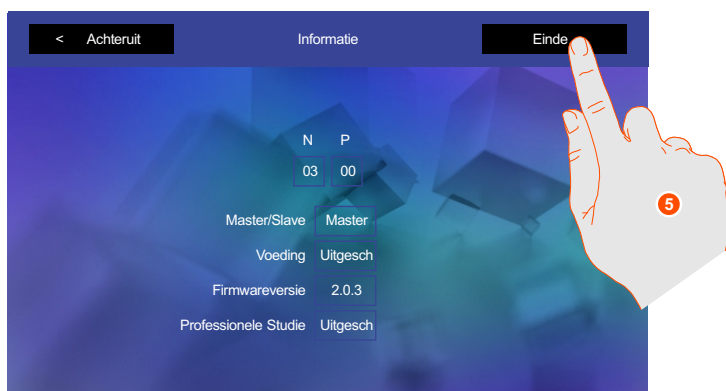 < Achteruit Informatie Einde
N P
03 00
Master/Slave Master
Voeding Uitgesch
Firmwareversie 2.0.3
Professionele Studie Uitgesch
5